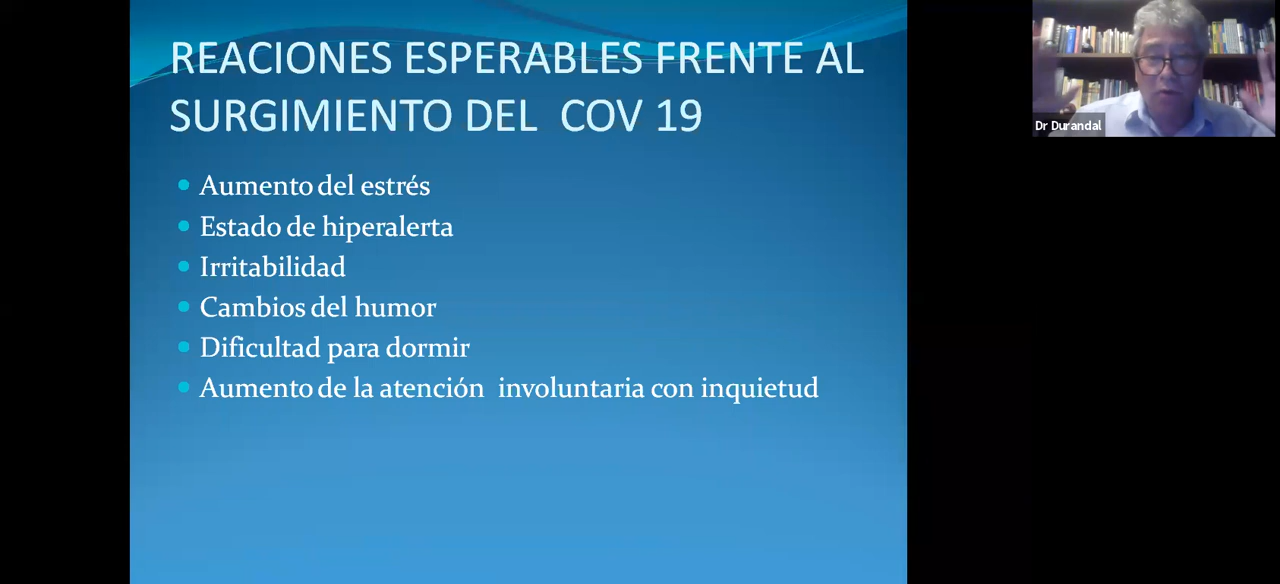 REACIONES ESPERABLES FRENTE AL
SURGIMIENTO DEL COV 19
Aumento del estrés
Estado de hiperalerta
Irritabilidad
Cambios del humor
Dificultad para dormir
Aumento de la atención involuntaria con inquietud
Dr Durandal